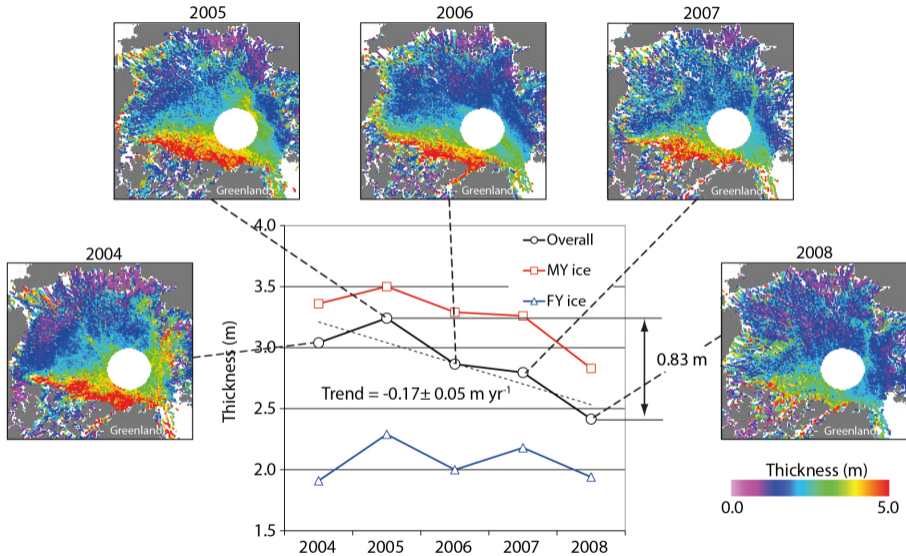 2005
2006
2007
Greenland
Greenland
Greenland
2004
Greenland
2008
Greenland
Thickness (m)
0.0
5.0
Thickness (m)
4.0
3.5
3.0
2.5
2.0
1.5
Overall
MY ice
FY ice
0.83 m
Trend = -0.17± 0.05 m yr⁻¹
2004
2005
2006
2007
2008